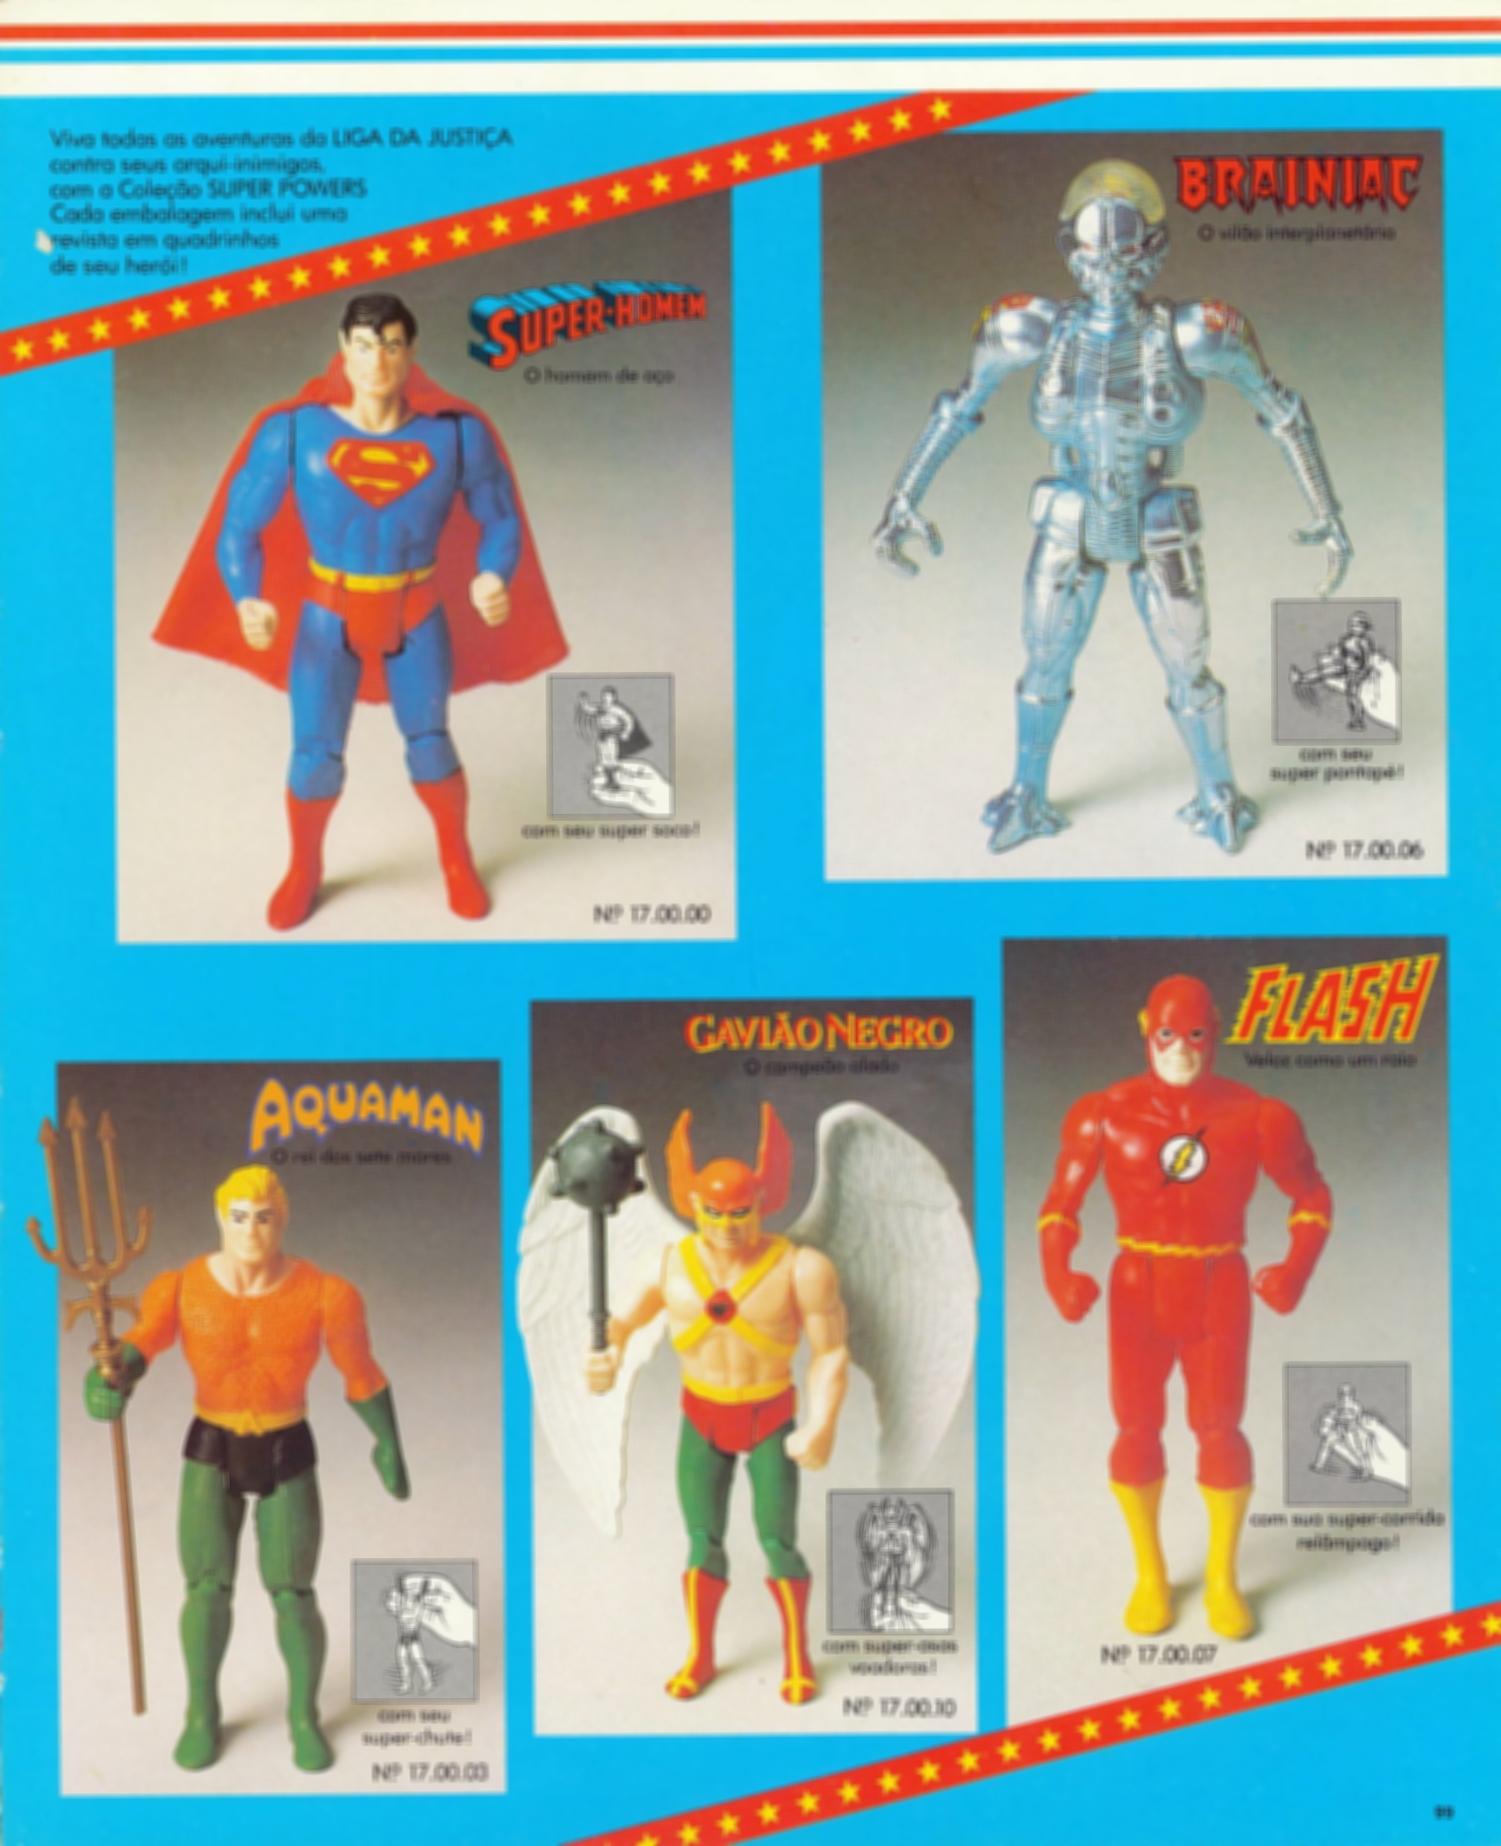 Viva todas as aventuras da LIGA DA JUSTIÇA
contra seus arqui-inimigos,
com a Coleção SUPER POWERS
Cada embalagem inclui uma
revista em quadrinhos
de seu herói!
SUPER-HOMEM
O homem de aço
com seu super soco!
Nº 17.00.00
BRAINIAC
O vilão interplanetário
com seu
super pontapé!
Nº 17.00.06
AQUAMAN
O rei dos sete mares
com seu
super-chute!
Nº 17.00.03
GAVIÃO NEGRO
O campeão alado
com super-asas
voadoras!
Nº 17.00.10
FLASH
Veloz como um raio
com sua super-corrida
relâmpago!
Nº 17.00.07